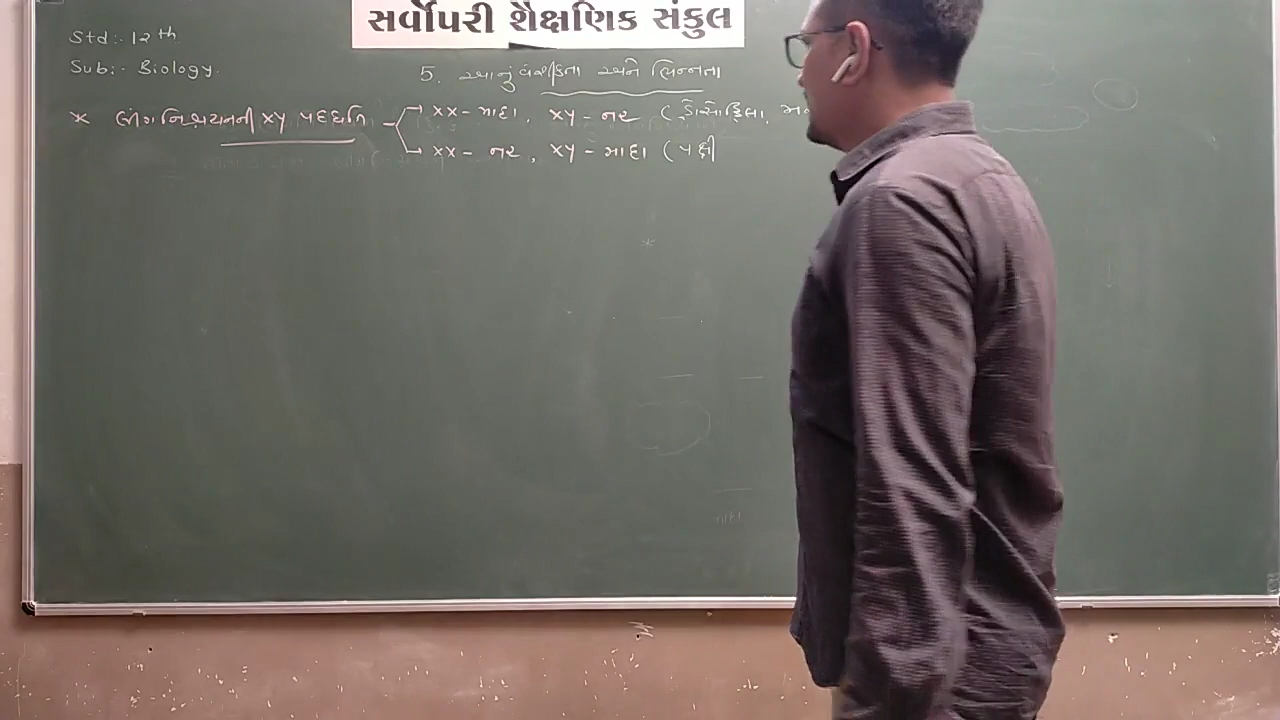 સર્વોપરી શૈક્ષણિક સંકુલ
Std:- 12th
Sub:- Biology.
5. આનુવંશિકતા અને ભિન્નતા
* લિંગનિશ્ચયનની XY પદ્ધતિ
XX - માદા, XY - નર (ડ્રોસોફિલા,
XX - નર, XY - માદા (પક્ષી